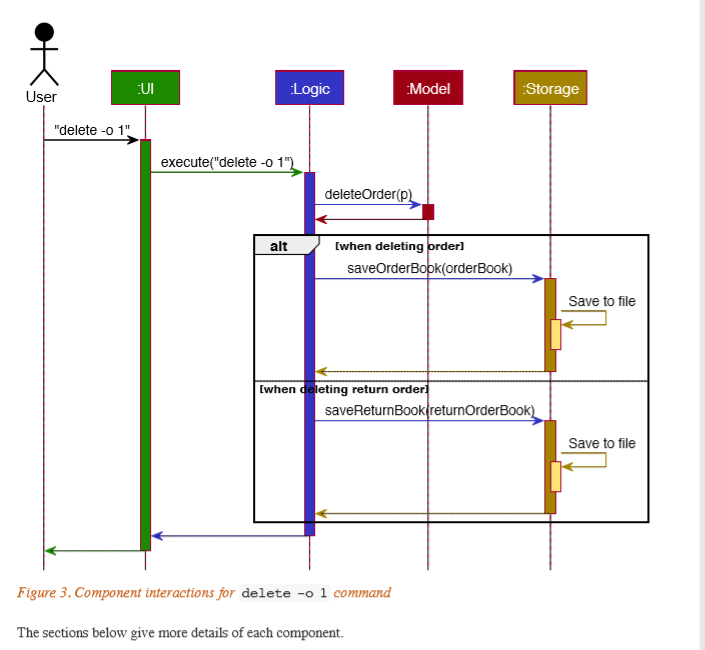 User
:UI
:Logic
:Model
:Storage
"delete -o 1"
execute("delete -o 1")
deleteOrder(p)
alt
[when deleting order]
saveOrderBook(orderBook)
Save to file
[when deleting return order]
saveReturnBook(returnOrderBook)
Save to file
Figure 3. Component interactions for delete -o 1 command
The sections below give more details of each component.